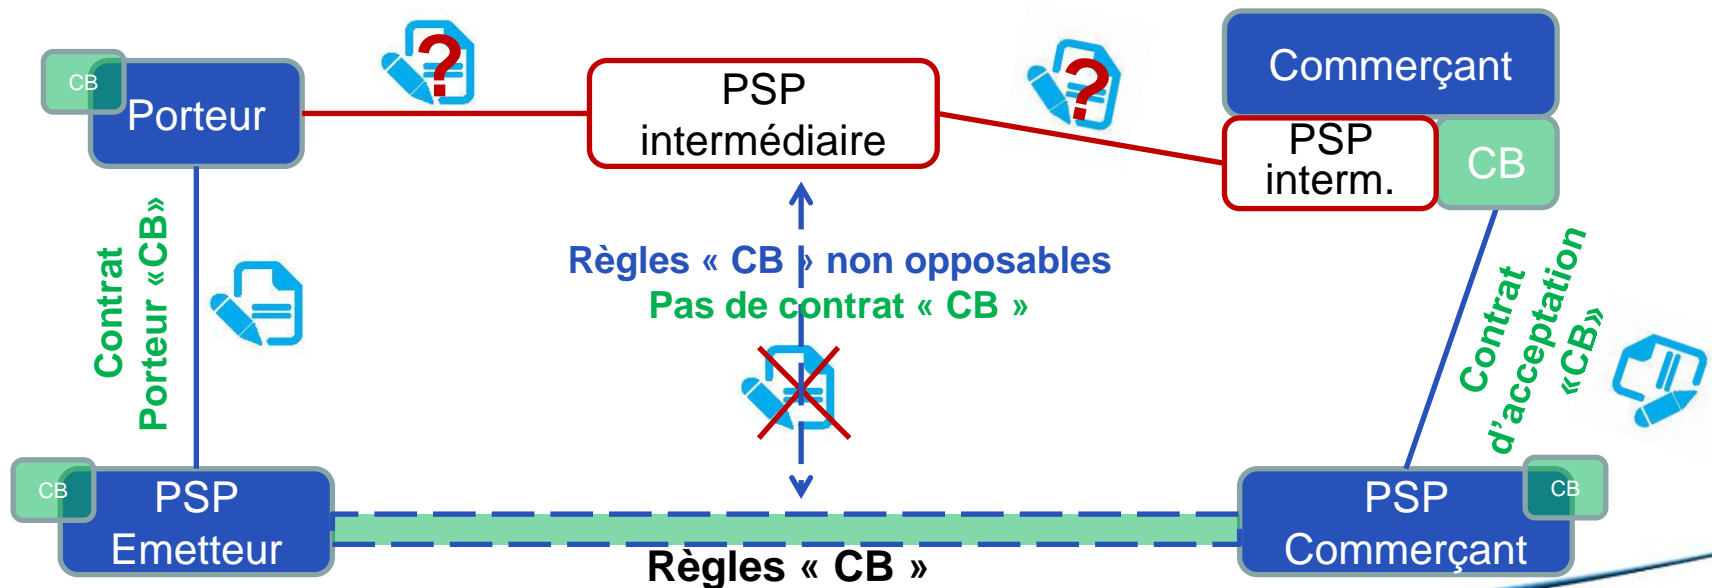 CB
Porteur
?
PSP
intermédiaire
?
Commerçant
PSP
interm.
CB
Contrat
Porteur «CB»
Règles « CB » non opposables
Pas de contrat « CB »
Contrat
d’acceptation
«CB»
CB
PSP
Emetteur
Règles « CB »
PSP
Commerçant
CB